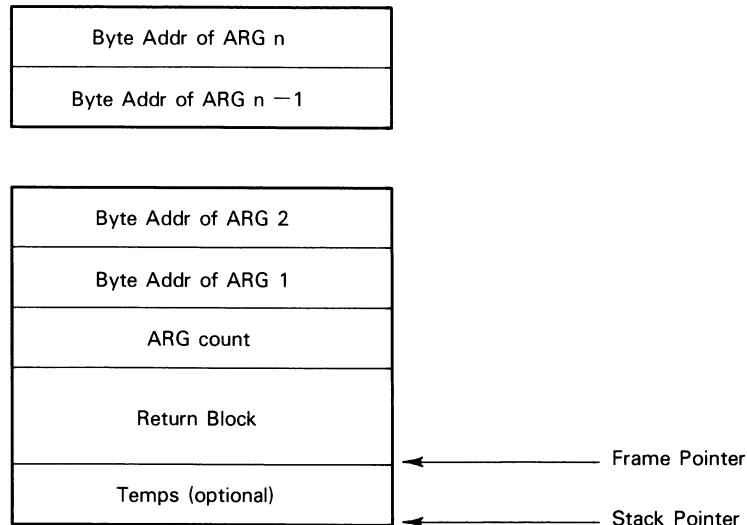 Byte Addr of ARG n
Byte Addr of ARG n —1
Byte Addr of ARG 2
Byte Addr of ARG 1
ARG count
Return Block
Frame Pointer
Temps (optional)
Stack Pointer